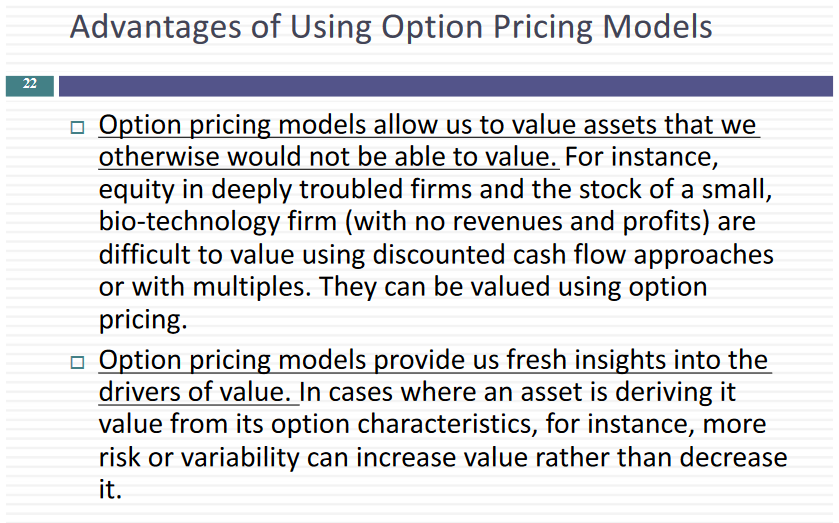 Advantages of Using Option Pricing Models
22
Option pricing models allow us to value assets that we
otherwise would not be able to value. For instance,
equity in deeply troubled firms and the stock of a small,
bio-technology firm (with no revenues and profits) are
difficult to value using discounted cash flow approaches
or with multiples. They can be valued using option
pricing.
Option pricing models provide us fresh insights into the
drivers of value. In cases where an asset is deriving it
value from its option characteristics, for instance, more
risk or variability can increase value rather than decrease
it.